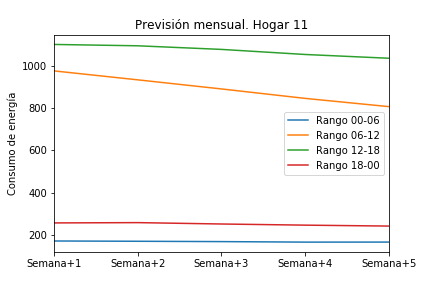 Previsión mensual. Hogar 11
Consumo de energía
1000
800
600
400
200
Rango 00-06
Rango 06-12
Rango 12-18
Rango 18-00
Semana+1
Semana+2
Semana+3
Semana+4
Semana+5